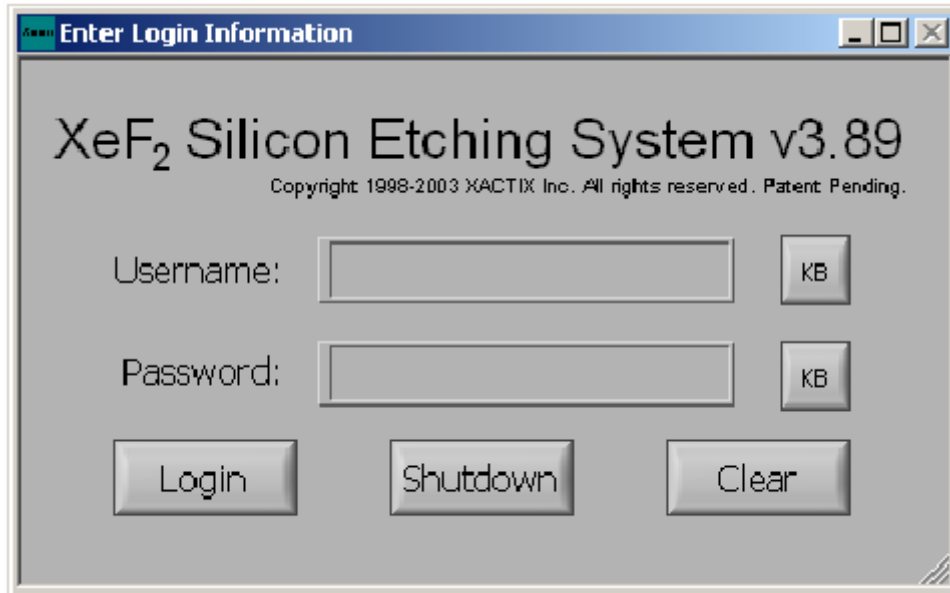 Enter Login Information
XeF₂ Silicon Etching System v3.89
Copyright 1998-2003 XACTIX Inc. All rights reserved. Patent Pending.
Username: KB
Password: KB
Login Shutdown Clear